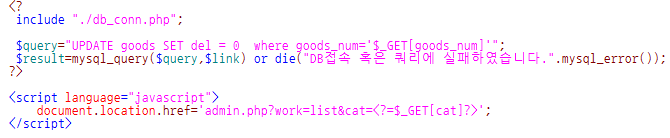 <?
include "./db_conn.php";
$query="UPDATE goods SET del = 0  where goods_num='$_GET[goods_num]'";
$result=mysql_query($query,$link) or die("DB접속 혹은 쿼리에 실패하였습니다.".mysql_error());
?>
<script language="javascript">
document.location.href='admin.php?work=list&cat=<?=$_GET[cat]?>';
</script>